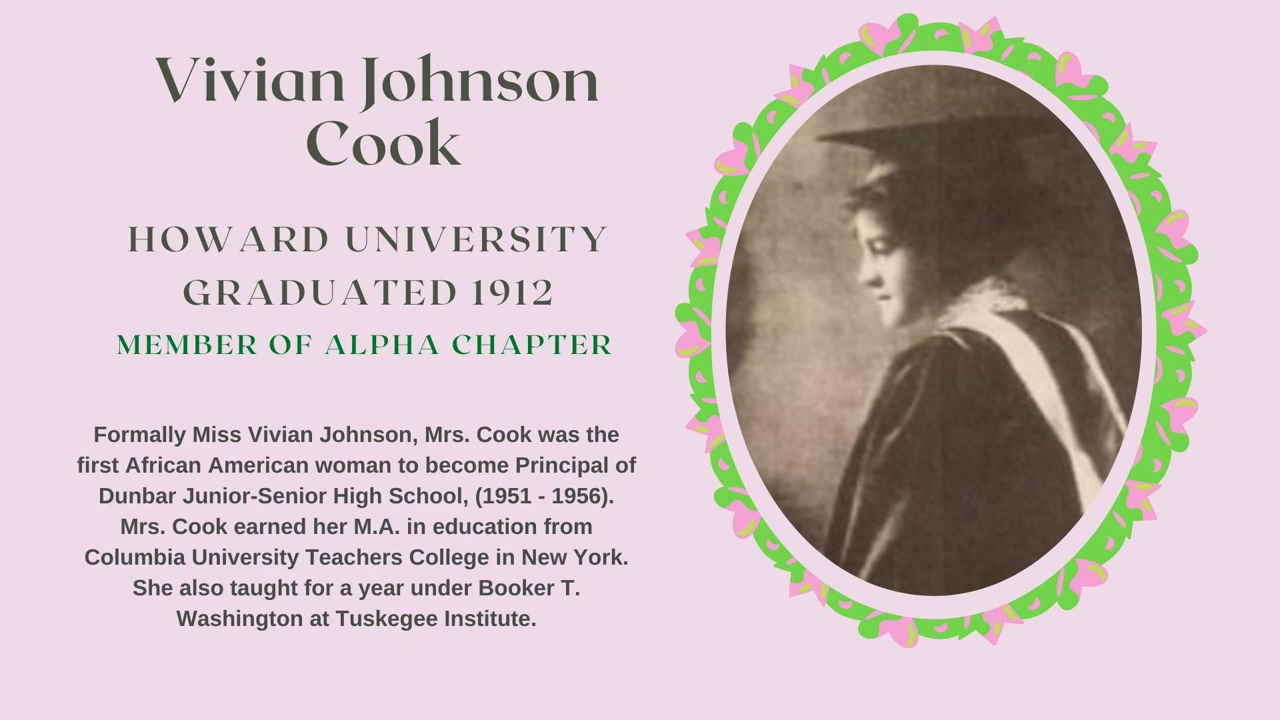 Vivian Johnson
Cook
HOWARD UNIVERSITY
GRADUATED 1912
MEMBER OF ALPHA CHAPTER
Formally Miss Vivian Johnson, Mrs. Cook was the
first African American woman to become Principal of
Dunbar Junior-Senior High School, (1951 - 1956).
Mrs. Cook earned her M.A. in education from
Columbia University Teachers College in New York.
She also taught for a year under Booker T.
Washington at Tuskegee Institute.